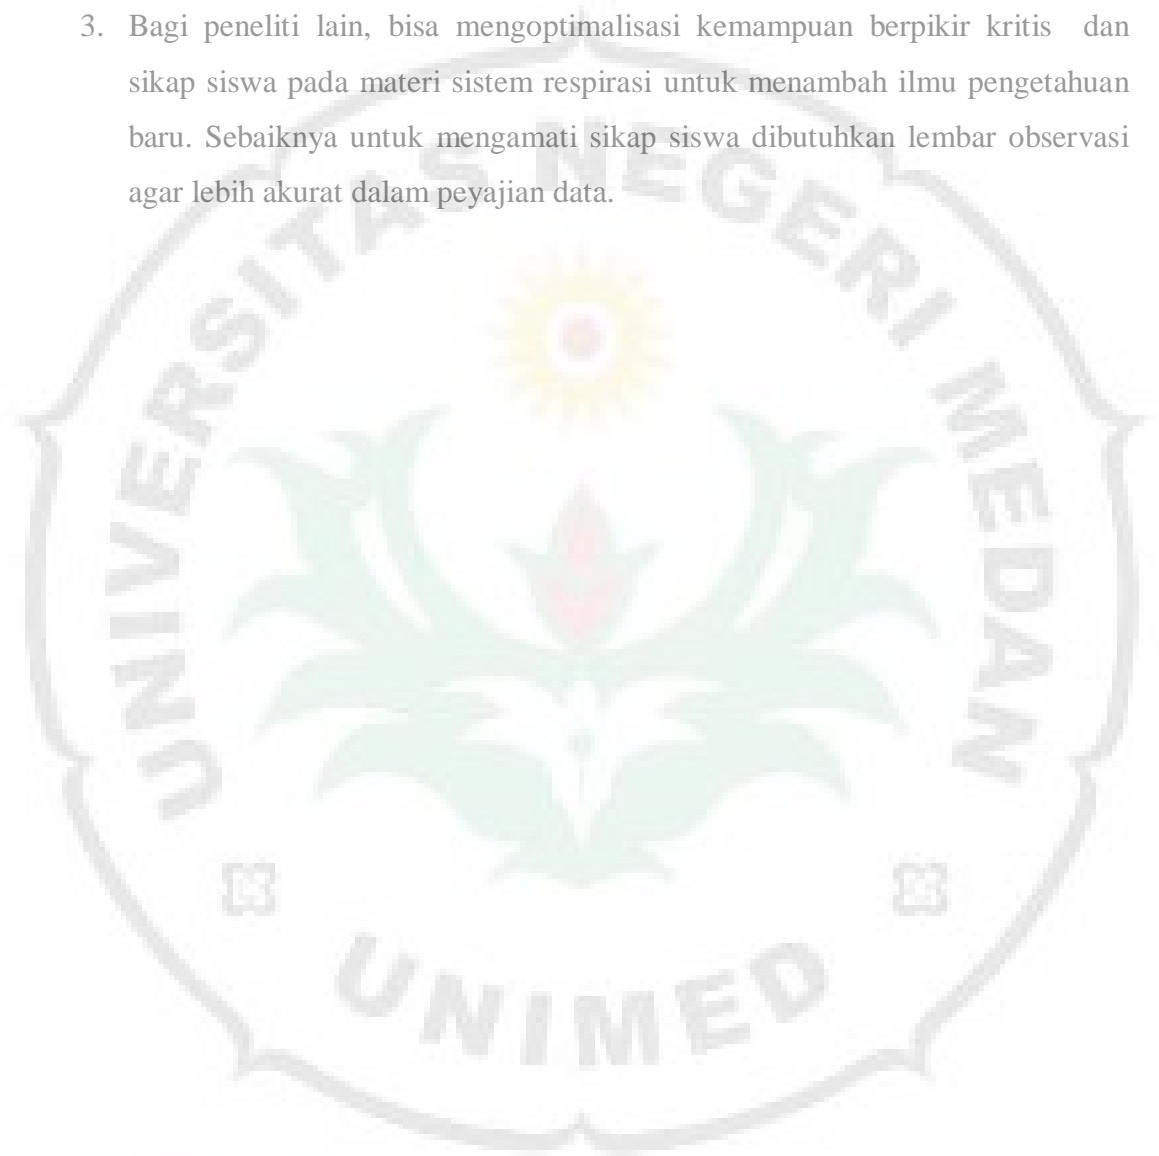 3. Bagi peneliti lain, bisa mengoptimalisasi kemampuan berpikir kritis dan
sikap siswa pada materi sistem respirasi untuk menambah ilmu pengetahuan
baru. Sebaiknya untuk mengamati sikap siswa dibutuhkan lembar observasi
agar lebih akurat dalam peyajian data.
UNIVERSITAS NEGERI MEDAN
UNIMED